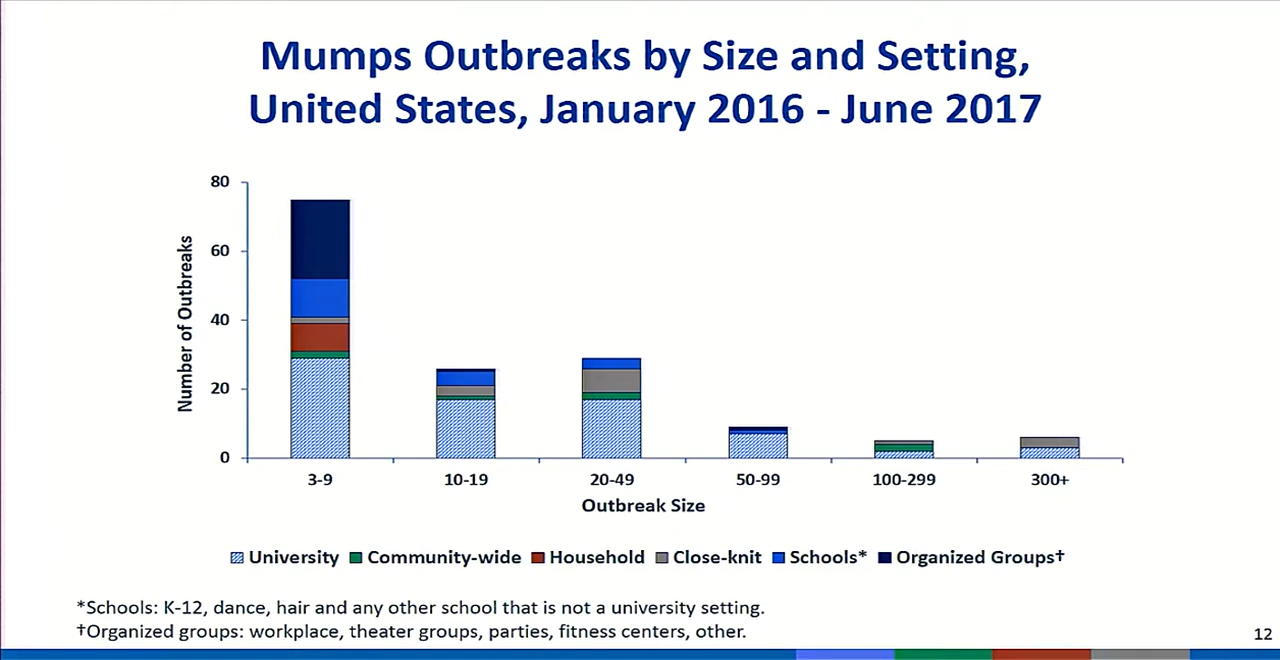 Mumps Outbreaks by Size and Setting,
United States, January 2016 - June 2017
80
60
40
20
0
Number of Outbreaks
3-9 10-19 20-49 50-99 100-299 300+
Outbreak Size
University Community-wide Household Close-knit Schools* Organized Groups†
*Schools: K-12, dance, hair and any other school that is not a university setting.
†Organized groups: workplace, theater groups, parties, fitness centers, other.
12